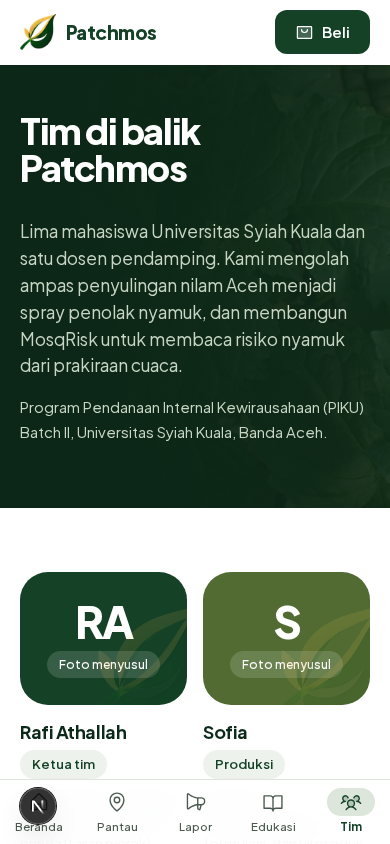 Patchmos
Beli
Tim di balik
Patchmos
Lima mahasiswa Universitas Syiah Kuala dan
satu dosen pendamping. Kami mengolah
ampas penyulingan nilam Aceh menjadi
spray penolak nyamuk, dan membangun
MosqRisk untuk membaca risiko nyamuk
dari prakiraan cuaca.
Program Pendanaan Internal Kewirausahaan (PIKU)
Batch II, Universitas Syiah Kuala, Banda Aceh.
RA
Foto menyusul
S
Foto menyusul
Rafi Athallah
Sofia
Ketua tim
Produksi
N
Beranda
Pantau
Lapor
Edukasi
Tim